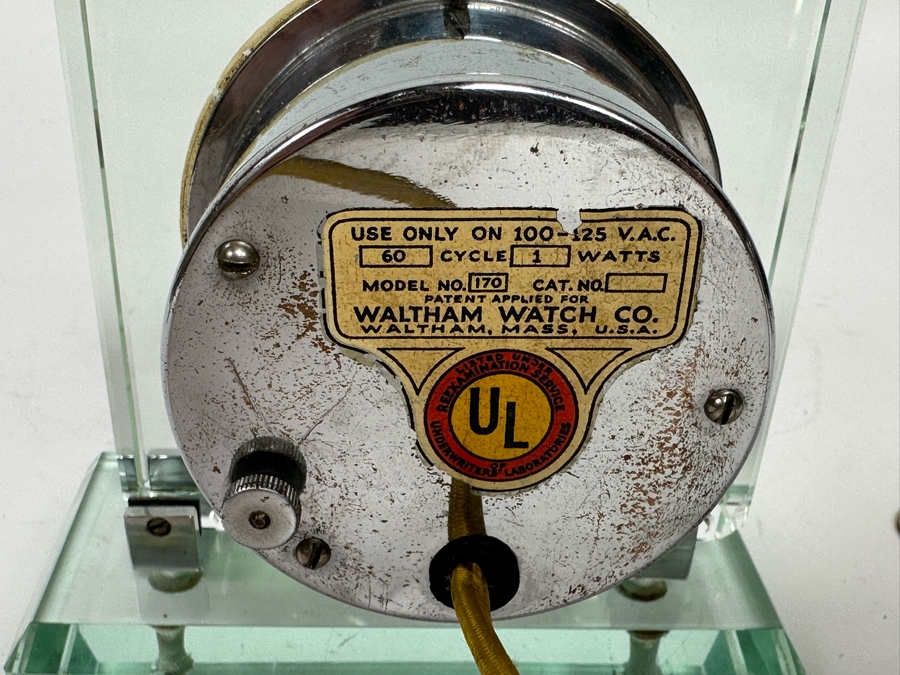 USE ONLY ON 100-125 V.A.C.
60 CYCLE 1 WATTS
MODEL NO. 170 CAT. NO.
PATENT APPLIED FOR
WALTHAM WATCH CO.
WALTHAM, MASS, U.S.A.
LISTED UNDER
REEXAMINATION SERVICE
UL
OF
UNDERWRITERS' LABORATORIES